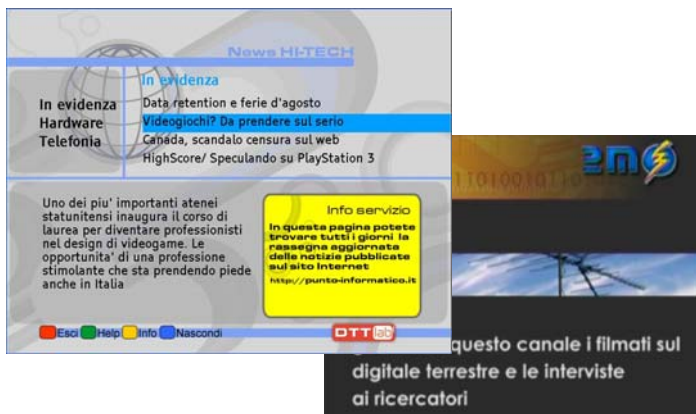 News HI-TECH
In evidenza
In evidenza
Hardware
Telefonia
Data retention e ferie d'agosto
Videogiochi? Da prendere sul serio
Canada, scandalo censura sul web
HighScore/ Speculando su PlayStation 3
Uno dei piu' importanti atenei
statunitensi inaugura il corso di
laurea per diventare professionisti
nel design di videogame. Le
opportunita' di una professione
stimolante che sta prendendo piede
anche in Italia
Info servizio
In questa pagina potete
trovare tutti i giorni la
rassegna aggiornata
delle notizie pubblicate
sul sito Internet
http://punto-informatico.it
Esci Help Info Nascondi
DTT lab
questo canale i filmati sul
digitale terrestre e le interviste
ai ricercatori